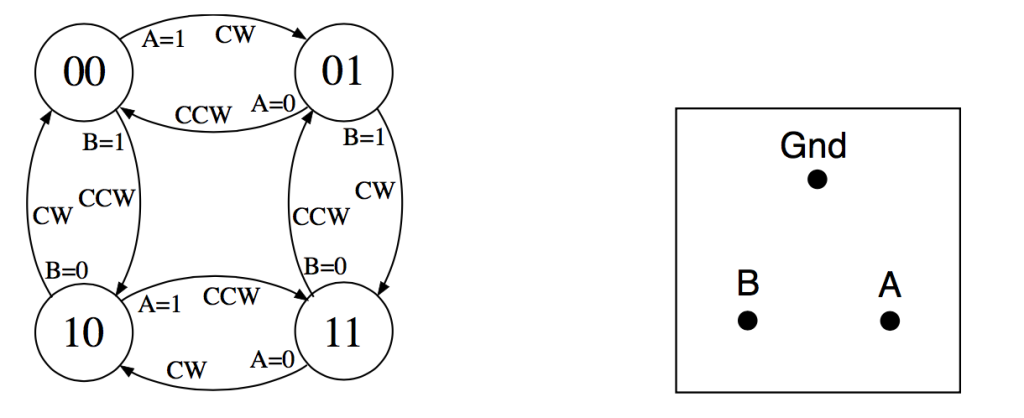 00
A=1 CW
01
CCW A=0
B=1
B=1
CW CCW
CCW CW
B=0
B=0
10
A=1 CCW
11
CW A=0
Gnd
B
A